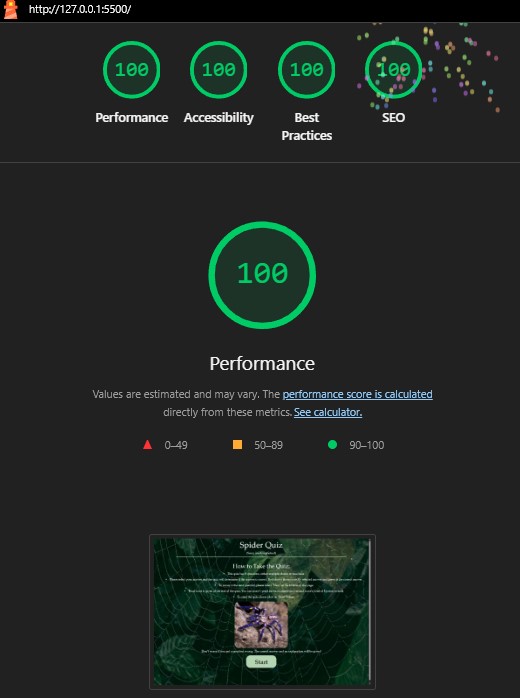 http://127.0.0.1:5500/
100 100 100 100
Performance Accessibility Best Practices SEO
100
Performance
Values are estimated and may vary. The performance score is calculated
directly from these metrics. See calculator.
0–49 50–89 90–100
Spider Quiz
How to Take the Quiz:
Start